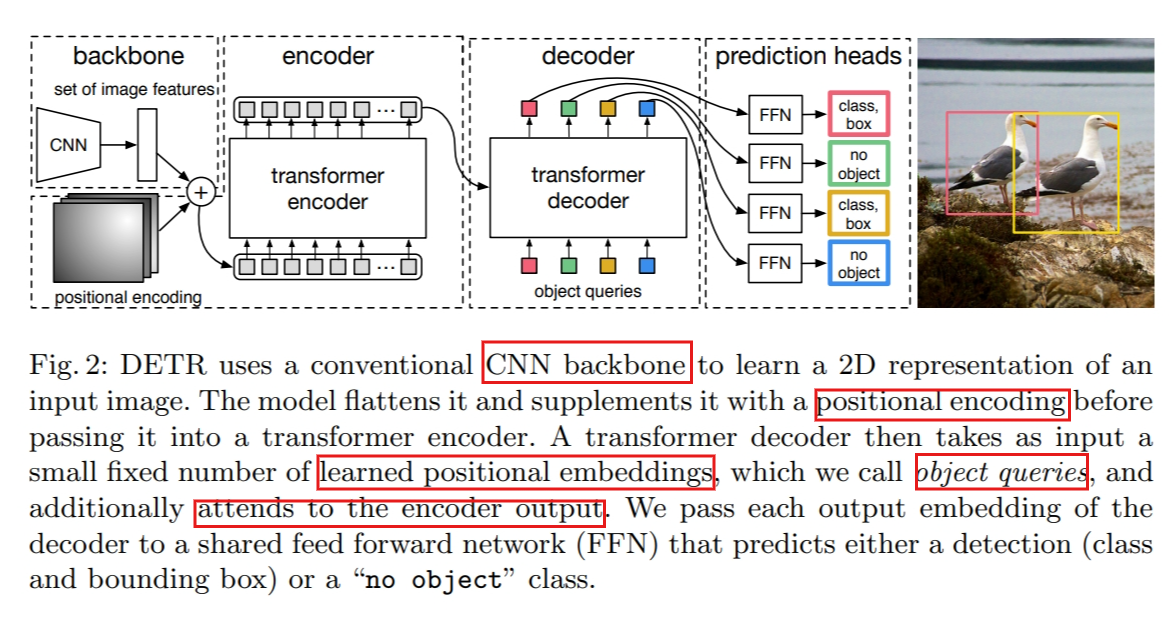 backbone
encoder
decoder
prediction heads
set of image features
CNN
+
positional encoding
...
transformer
encoder
...
transformer
decoder
object queries
FFN
class,
box
FFN
no
object
FFN
class,
box
FFN
no
object
Fig. 2: DETR uses a conventional CNN backbone to learn a 2D representation of an
input image. The model flattens it and supplements it with a positional encoding before
passing it into a transformer encoder. A transformer decoder then takes as input a
small fixed number of learned positional embeddings, which we call object queries, and
additionally attends to the encoder output. We pass each output embedding of the
decoder to a shared feed forward network (FFN) that predicts either a detection (class
and bounding box) or a “no object” class.